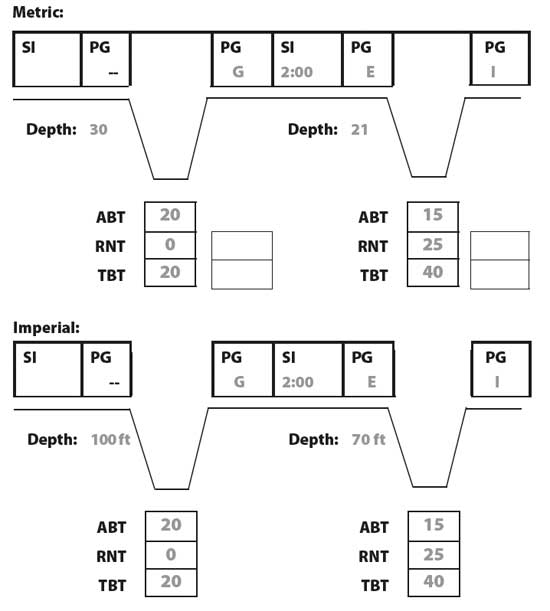 Metric:
SI PG PG SI PG PG
-- G 2:00 E I
Depth: 30 Depth: 21
ABT 20 ABT 15
RNT 0 RNT 25
TBT 20 TBT 40
Imperial:
SI PG PG SI PG PG
-- G 2:00 E I
Depth: 100 ft Depth: 70 ft
ABT 20 ABT 15
RNT 0 RNT 25
TBT 20 TBT 40